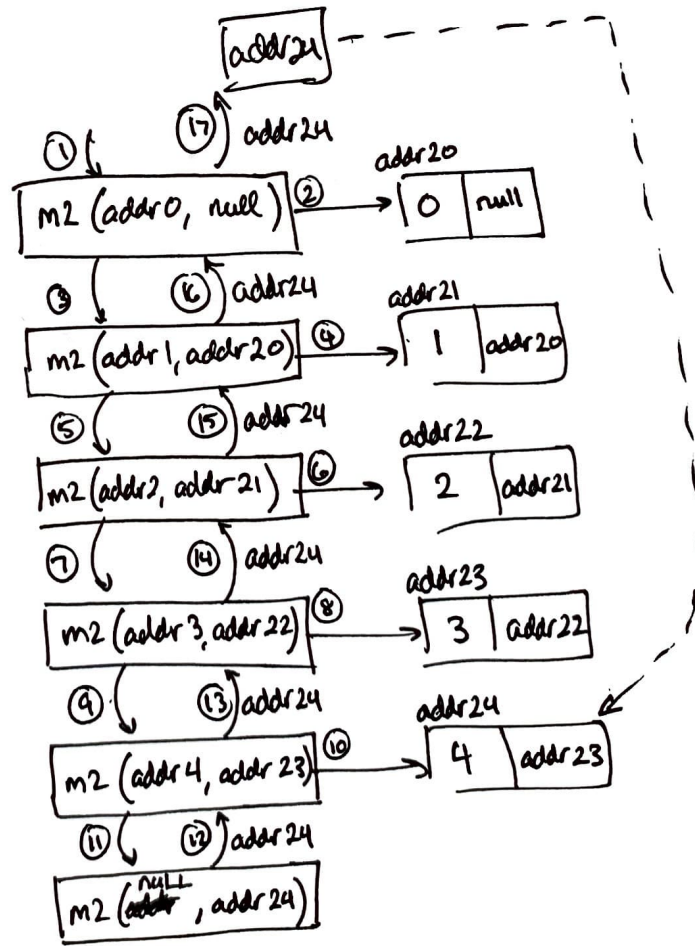 addr24
① ⑰ addr24
addr20
m2 (addr0, null) ② 0 null
③ ⑯ addr24
addr21
m2 (addr1, addr20) ④ 1 addr20
⑤ ⑮ addr24
addr22
m2 (addr2, addr21) ⑥ 2 addr21
⑦ ⑭ addr24
addr23
m2 (addr3, addr22) ⑧ 3 addr22
⑨ ⑬ addr24
addr24
m2 (addr4, addr23) ⑩ 4 addr23
⑪ ⑫ addr24
m2 (null, addr24)